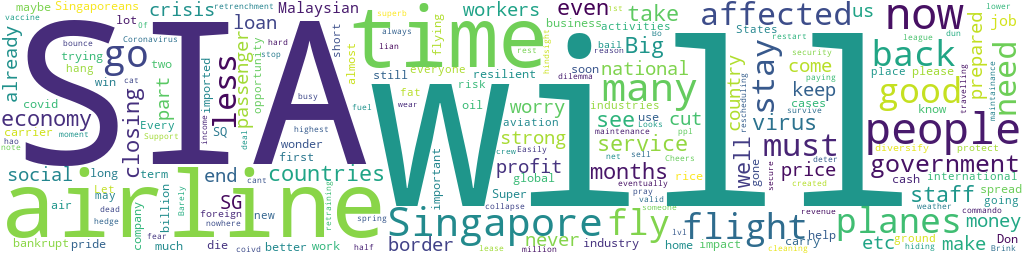 SIA
will
time
airline
Singapore
people
now
flight
planes
fly
many
go
good
back
must
need
affected
government
economy
less
countries
closing
stay
virus
service
see
months
strong
profit
border
never
staff
money
make
etc
well
keep
come
price
cut
worry
even
us
take
crisis
loan
workers
Big
national
social
end
SG
part
passenger
already
Malaysian
prepared
job
country
industry
Singaporeans
maybe
vaccine
bounce
Coronavirus
retrenchment
lot
Of
trying
hang
win
cat
two
covid
carrier
moment
Every
SQ
hao
note
Support
income
imported
deal
opportunity
wonder
first
busy
highest
hard
stop
superb
always
lian
almost
short
flying
everyone
still
resilient
fat
risk
wear
fuel
oil
aviation
maintenance
crew
Easily
business
activities
soon
rest
reason
bail
hindsight
dilemma
industries
use
Looks
ppl
Cheers
States
restart
security
place
please
paying
cases
survive
rescheduling
gone
league
dun
lower
know
travelling
maintainance
diversify
protect
deter
created
secure
cash
international
spread
going
weather
commando
revenue
carry
help
ground
hiding
Don
Brink
cleaning
home
impact
lvl
someone
rice
net
sell
eventually
pray
valid
Super
collapse
global
important
lease
million
half
spring
new
foreign
nowhere
cant
retraining
better
work
die
billion
company
Barely
Let
may
long
term
air
dead
hedge
fear
bankrupt
pride
much
coivd